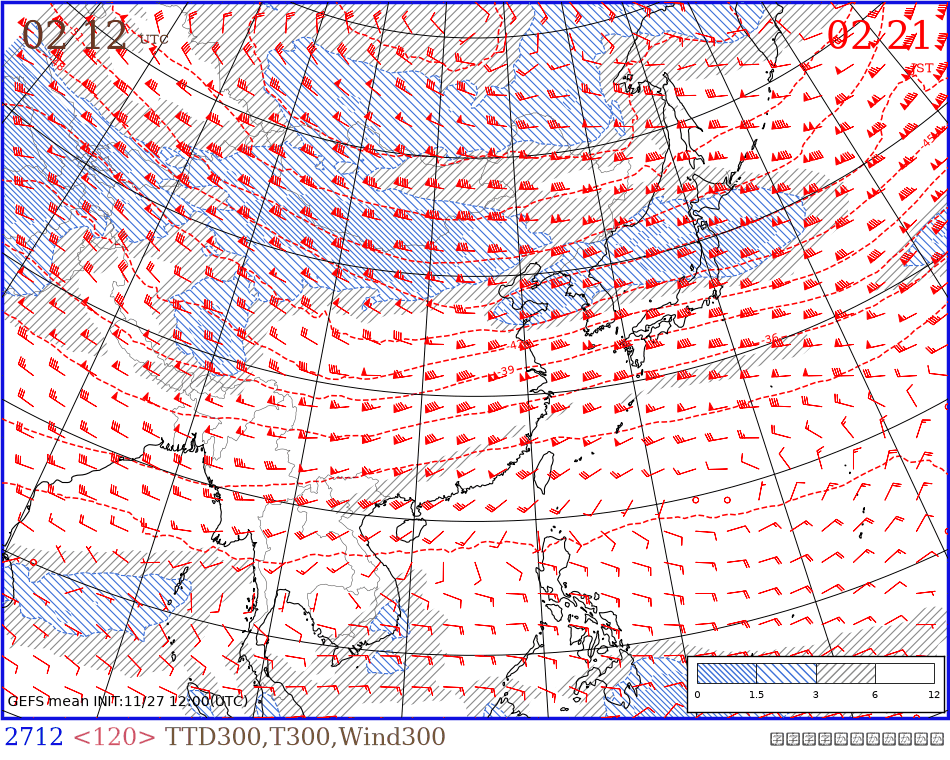 02.12 UTC
02.21 JST
-39
-36
GEFS mean INIT:11/27 12:00(UTC)
0 1.5 3 6 12
2712 <120> TTD300,T300,Wind300